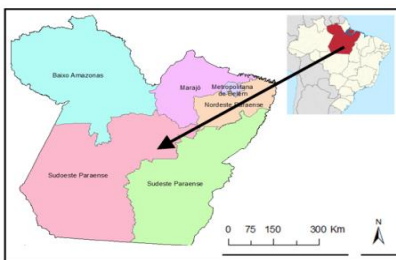 Baixo Amazonas
Marajó
Metropolitana
de Belém
Nordeste Paraense
Sudoeste Paraense
Sudeste Paraense
0 75 150 300 Km
N